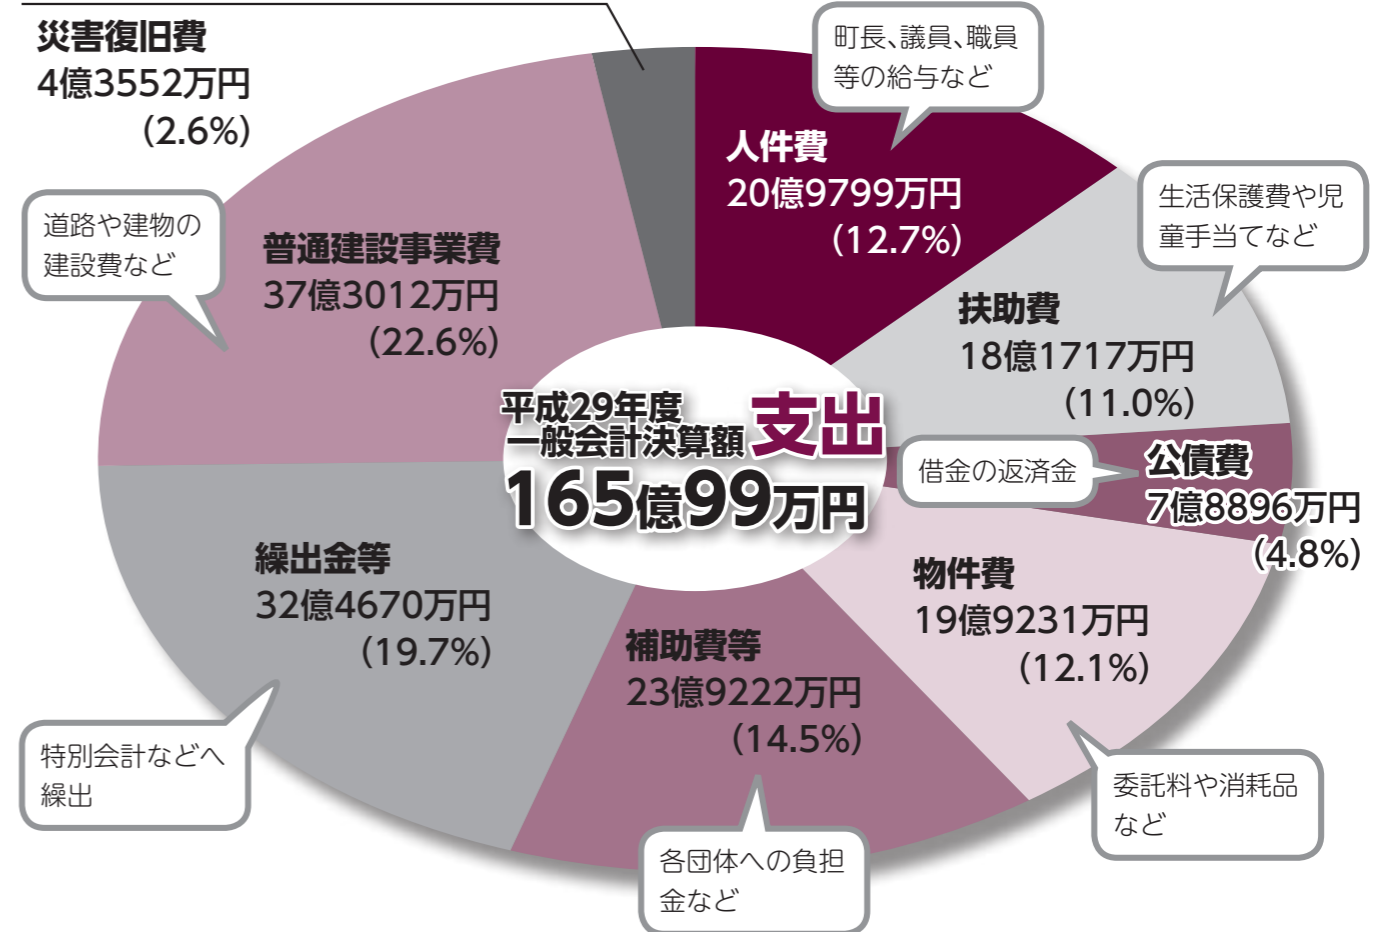 災害復旧費
4億3552万円
(2.6%)
町長、議員、職員
等の給与など
人件費
20億9799万円
(12.7%)
生活保護費や児
童手当てなど
扶助費
18億1717万円
(11.0%)
借金の返済金
公債費
7億8896万円
(4.8%)
物件費
19億9231万円
(12.1%)
委託料や消耗品
など
補助費等
23億9222万円
(14.5%)
各団体への負担
金など
繰出金等
32億4670万円
(19.7%)
特別会計などへ
繰出
道路や建物の
建設費など
普通建設事業費
37億3012万円
(22.6%)
平成29年度
一般会計決算額 支出
165億99万円